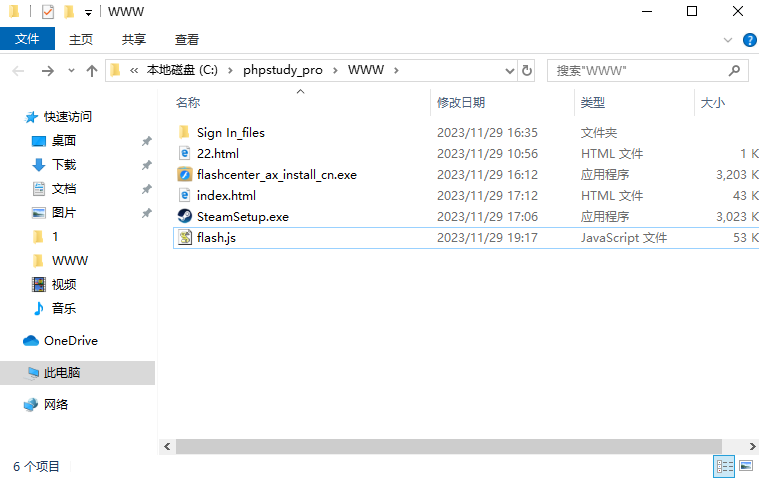 WWW
文件 主页 共享 查看
« 本地磁盘 (C:) › phpstudy_pro › WWW › 搜索"WWW"
名称 修改日期 类型 大小
快速访问
桌面
下载
文档
图片
1
WWW
视频
音乐
OneDrive
此电脑
网络
Sign In_files 2023/11/29 16:35 文件夹
22.html 2023/11/29 10:56 HTML 文件 1 K
flashcenter_ax_install_cn.exe 2023/11/29 16:12 应用程序 3,203 K
index.html 2023/11/29 17:12 HTML 文件 43 K
SteamSetup.exe 2023/11/29 17:06 应用程序 3,023 K
flash.js 2023/11/29 19:17 JavaScript 文件 53 K
6 个项目